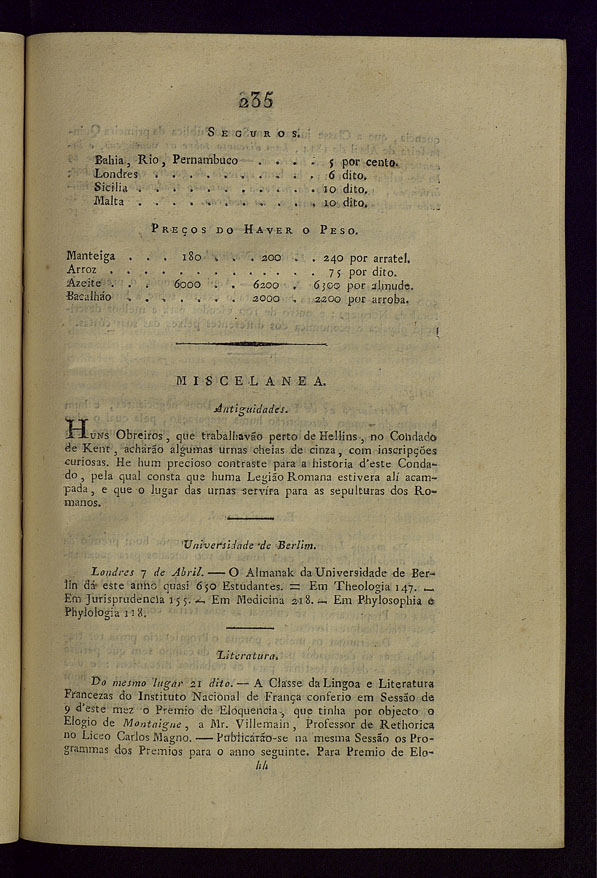 235
SEGUROS.
Bahia, Rio, Pernambuco . . . . 5 por cento.
Londres . . . . . . . . . . 6 dito.
Sicilia . . . . . . . . . . . 10 dito.
Malta . . . . . . . . . . . 10 dito.
PREÇOS DO HAVER O PESO.
Manteiga . . . 180 . . . 200 . . 240 por arratel.
Arroz . . . . . . . . . . . . . 75 por dito.
Azeite . . . 6000 . . 6200 . 6300 por almude.
Bacalháo . . . . . . . 2000 . 2200 por arroba.
MISCELANEA.
Antiguidades.
HUNS Obreiros, que trabalhavão perto de Hellins, no Condado
de Kent, achárão algumas urnas cheias de cinza, com inscripções
curiosas. He hum precioso contraste para a historia d'este Conda-
do, pela qual consta que huma Legião Romana estivera alí acam-
pada, e que o lugar das urnas servíra para as sepulturas dos Ro-
manos.
Universidade de Berlim.
Londres 7 de Abril. — O Almanak da Universidade de Ber-
lin dá este anno quasi 650 Estudantes. = Em Theologia 147. —
Em Jurisprudencia 155. — Em Medicina 218. — Em Phylosophia e
Phylologia 118.
Literatura.
Do mesmo lugar 21 dito. — A Classe da Lingoa e Literatura
Francezas do Instituto Nacional de França conferio em Sessão de
9 d'este mez o Premio de Eloquencia, que tinha por objecto o
Elogio de Montaigne, a Mr. Villemain, Professor de Rethorica
no Liceo Carlos Magno. — Publicárão-se na mesma Sessão os Pro-
grammas dos Premios para o anno seguinte. Para Premio de Elo-
hh